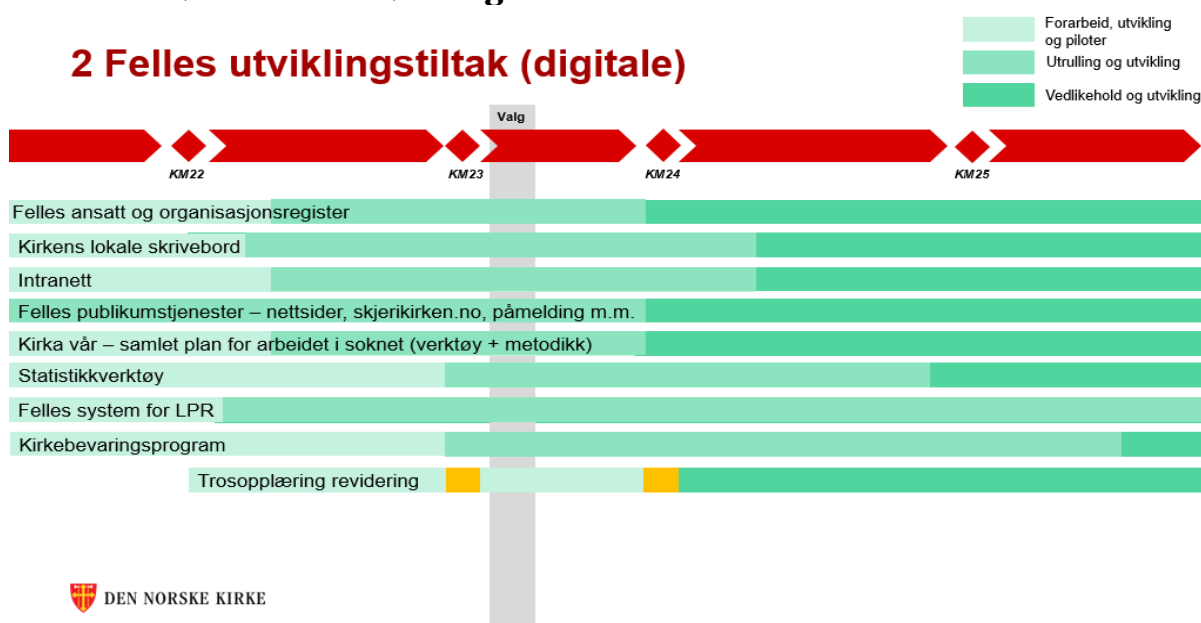 Forarbeid, utvikling
og piloter
2 Felles utviklingstiltak (digitale)
Utrulling og utvikling
Vedlikehold og utvikling
Valg
KM22
KM23
KM24
KM25
Felles ansatt og organisasjonsregister
Kirkens lokale skrivebord
Intranett
Felles publikumstjenester – nettsider, skjerikirken.no, påmelding m.m.
Kirka vår – samlet plan for arbeidet i soknet (verktøy + metodikk)
Statistikkverktøy
Felles system for LPR
Kirkebevaringsprogram
Trosopplæring revidering
DEN NORSKE KIRKE